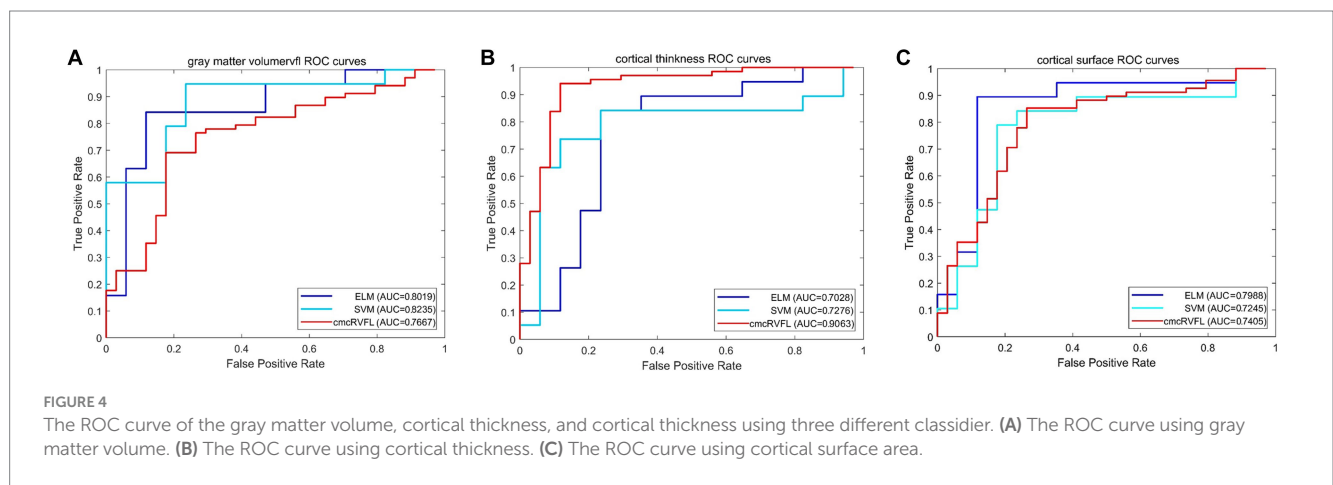 A
gray matter volumervfl ROC curves
1
0.9
0.8
0.7
0.6
0.5
0.4
0.3
0.2
0.1
True Positive Rate
ELM (AUC=0.8019)
SVM (AUC=0.8235)
cmcRVFL (AUC=0.7667)
0 0.2 0.4 0.6 0.8 1
False Positive Rate
B
cortical thinkness ROC curves
1
0.9
0.8
0.7
0.6
0.5
0.4
0.3
0.2
0.1
True Positive Rate
ELM (AUC=0.7028)
SVM (AUC=0.7276)
cmcRVFL (AUC=0.9063)
0 0.2 0.4 0.6 0.8 1
False Positive Rate
C
cortical surface ROC curves
1
0.9
0.8
0.7
0.6
0.5
0.4
0.3
0.2
0.1
True Positive Rate
ELM (AUC=0.7988)
SVM (AUC=0.7245)
cmcRVFL (AUC=0.7405)
0 0.2 0.4 0.6 0.8 1
False Positive Rate
FIGURE 4
The ROC curve of the gray matter volume, cortical thickness, and cortical thickness using three different classidier. (A) The ROC curve using gray
matter volume. (B) The ROC curve using cortical thickness. (C) The ROC curve using cortical surface area.